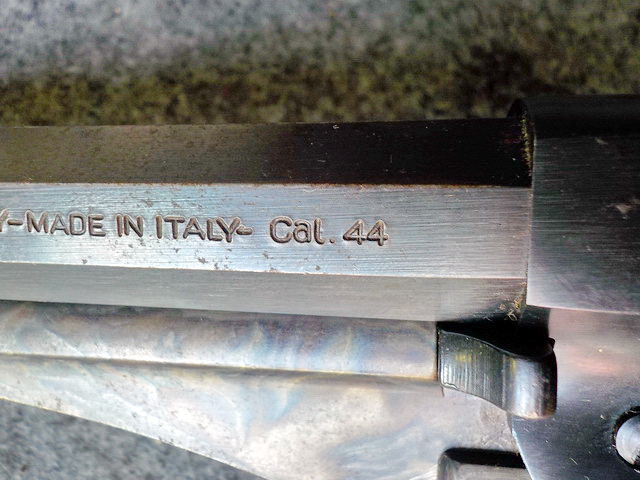 Y-MADE IN ITALY- Cal. 44